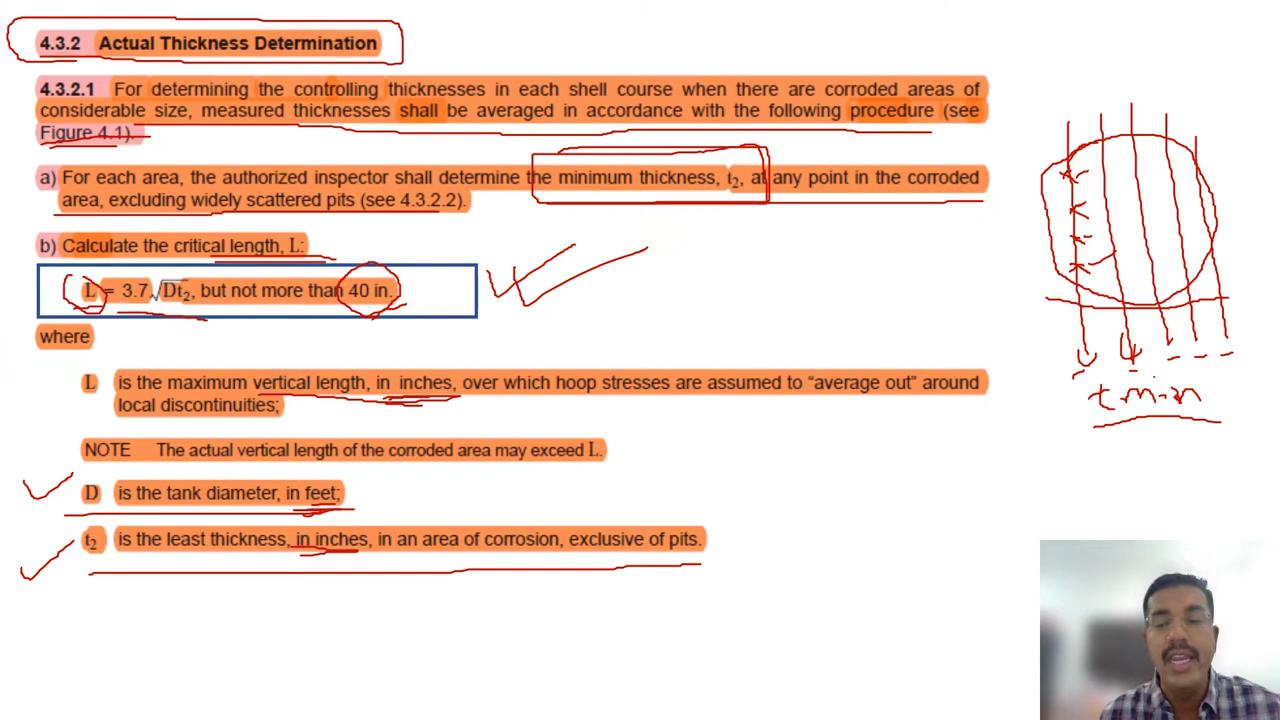 4.3.2 Actual Thickness Determination
4.3.2.1 For determining the controlling thicknesses in each shell course when there are corroded areas of
considerable size, measured thicknesses shall be averaged in accordance with the following procedure (see
Figure 4.1).
a) For each area, the authorized inspector shall determine the minimum thickness, t₂, at any point in the corroded
area, excluding widely scattered pits (see 4.3.2.2).
b) Calculate the critical length, L:
L = 3.7√Dt₂, but not more than 40 in.
where
L is the maximum vertical length, in inches, over which hoop stresses are assumed to “average out” around
local discontinuities;
NOTE The actual vertical length of the corroded area may exceed L.
D is the tank diameter, in feet;
t₂ is the least thickness, in inches, in an area of corrosion, exclusive of pits.
t min